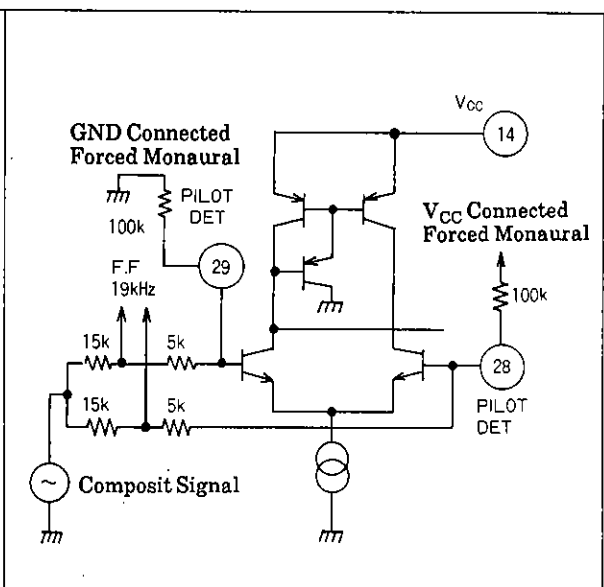 VCC
14
GND Connected
Forced Monaural
PILOT
DET
100k
29
VCC Connected
Forced Monaural
100k
F.F
19kHz
15k
5k
28
PILOT
DET
15k
5k
Composit Signal